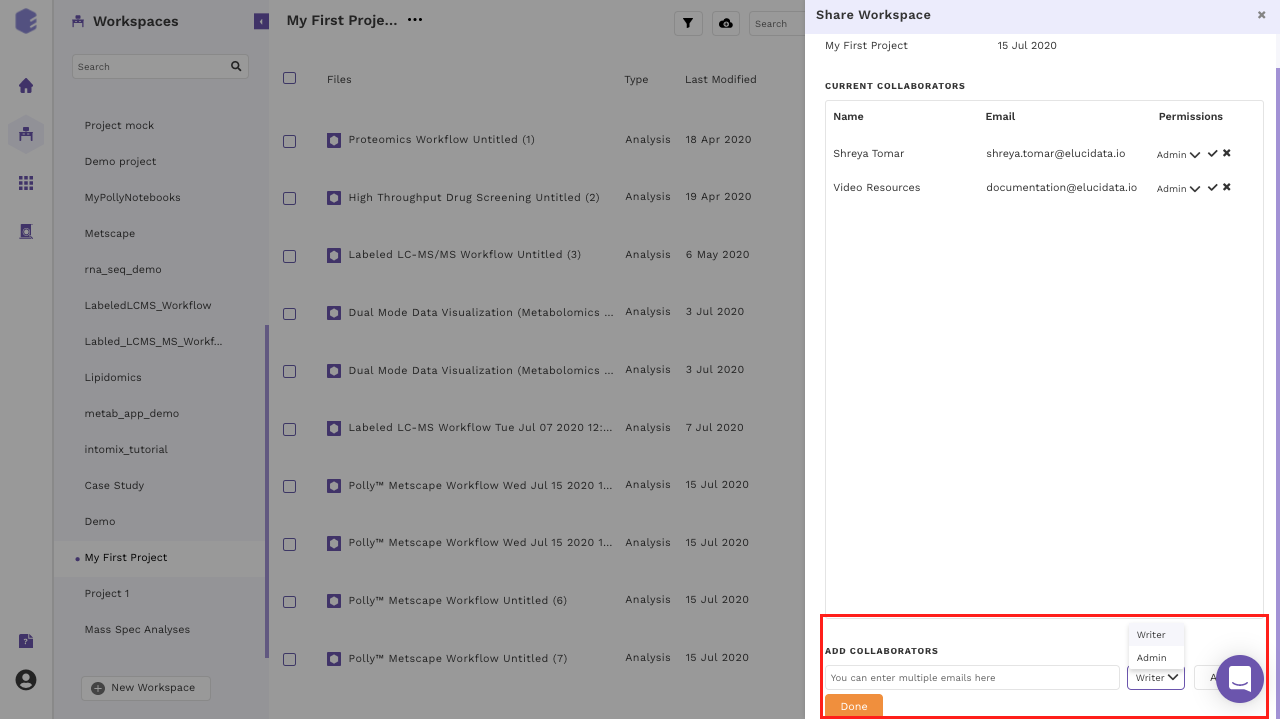 Workspaces
Search
Project mock
Demo project
MyPollyNotebooks
Metscape
rna_seq_demo
LabeledLCMS_Workflow
Labled_LCMS_MS_Workf...
Lipidomics
metab_app_demo
intomix_tutorial
Case Study
Demo
My First Project
Project 1
Mass Spec Analyses
New Workspace
?
My First Proje... •••
Search
Files Type Last Modified
Proteomics Workflow Untitled (1) Analysis 18 Apr 2020
High Throughput Drug Screening Untitled (2) Analysis 19 Apr 2020
Labeled LC-MS/MS Workflow Untitled (3) Analysis 6 May 2020
Dual Mode Data Visualization (Metabolomics ... Analysis 3 Jul 2020
Dual Mode Data Visualization (Metabolomics ... Analysis 3 Jul 2020
Labeled LC-MS Workflow Tue Jul 07 2020 12:... Analysis 7 Jul 2020
Polly™ Metscape Workflow Wed Jul 15 2020 1... Analysis 15 Jul 2020
Polly™ Metscape Workflow Wed Jul 15 2020 1... Analysis 15 Jul 2020
Polly™ Metscape Workflow Untitled (6) Analysis 15 Jul 2020
Polly™ Metscape Workflow Untitled (7) Analysis 15 Jul 2020
Share Workspace
My First Project 15 Jul 2020
CURRENT COLLABORATORS
Name Email Permissions
Shreya Tomar shreya.tomar@elucidata.io Admin
Video Resources documentation@elucidata.io Admin
Writer
ADD COLLABORATORS
Admin
You can enter multiple emails here Writer
Done